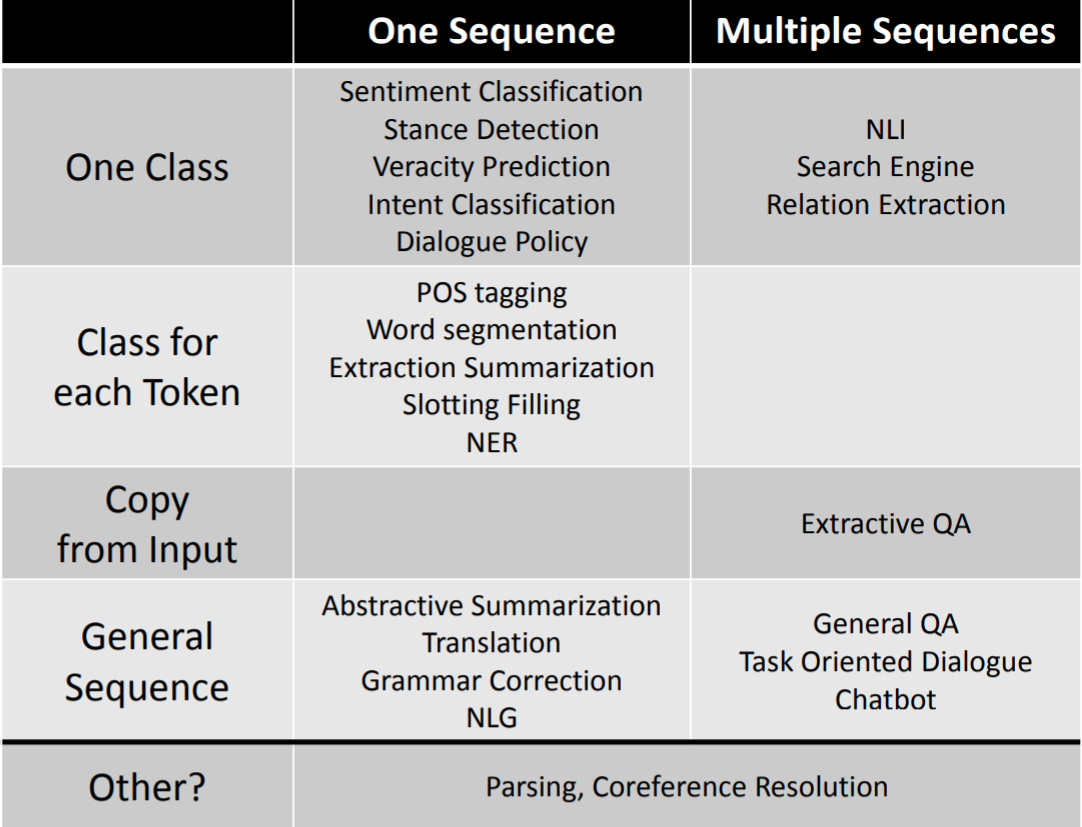 One Sequence
Multiple Sequences
One Class
Sentiment Classification
Stance Detection
Veracity Prediction
Intent Classification
Dialogue Policy
NLI
Search Engine
Relation Extraction
Class for
each Token
POS tagging
Word segmentation
Extraction Summarization
Slotting Filling
NER
Copy
from Input
Extractive QA
General
Sequence
Abstractive Summarization
Translation
Grammar Correction
NLG
General QA
Task Oriented Dialogue
Chatbot
Other?
Parsing, Coreference Resolution